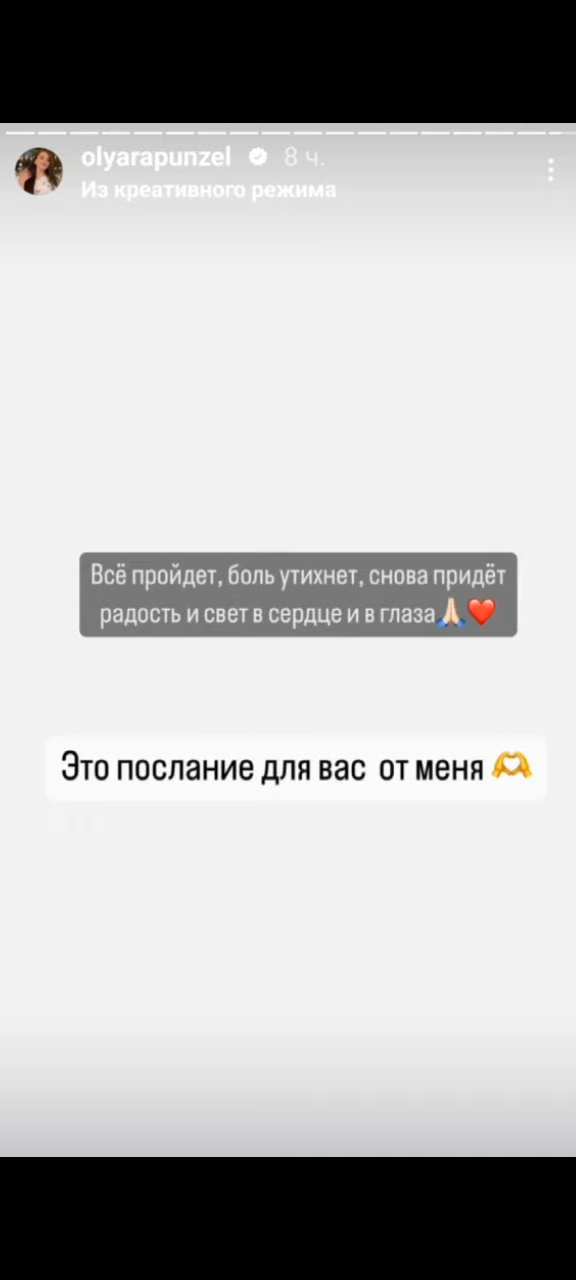 olyarapunzel 8 ч.
Из креативного режима
Всё пройдет, боль утихнет, снова придёт
радость и свет в сердце и в глаза🙏🏻❤️
Это послание для вас от меня 🫶